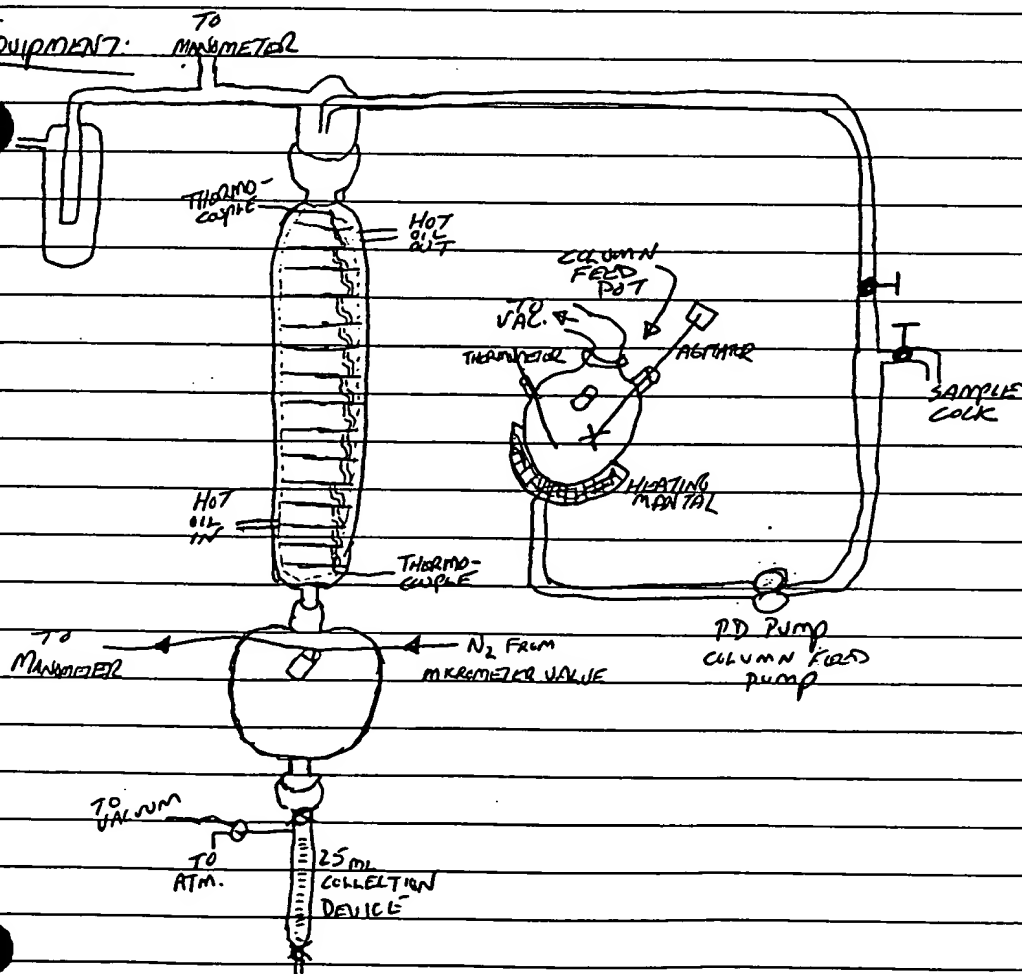 QUIPMENT:
TO
MANOMETER
THERMO-
COUPLE
HOT
OIL
OUT
COLUMN
FEED
POT
TO
VAC.
THERMOMETER
AGITATOR
SAMPLE
COCK
HEATING
MANTAL
HOT
OIL
IN
THERMO-
COUPLE
TO
MANOMETER
N2 FROM
MICROMETER VALVE
PD PUMP
COLUMN FEED
PUMP
TO
VACUUM
TO
ATM.
25 ML
COLLECTION
DEVICE